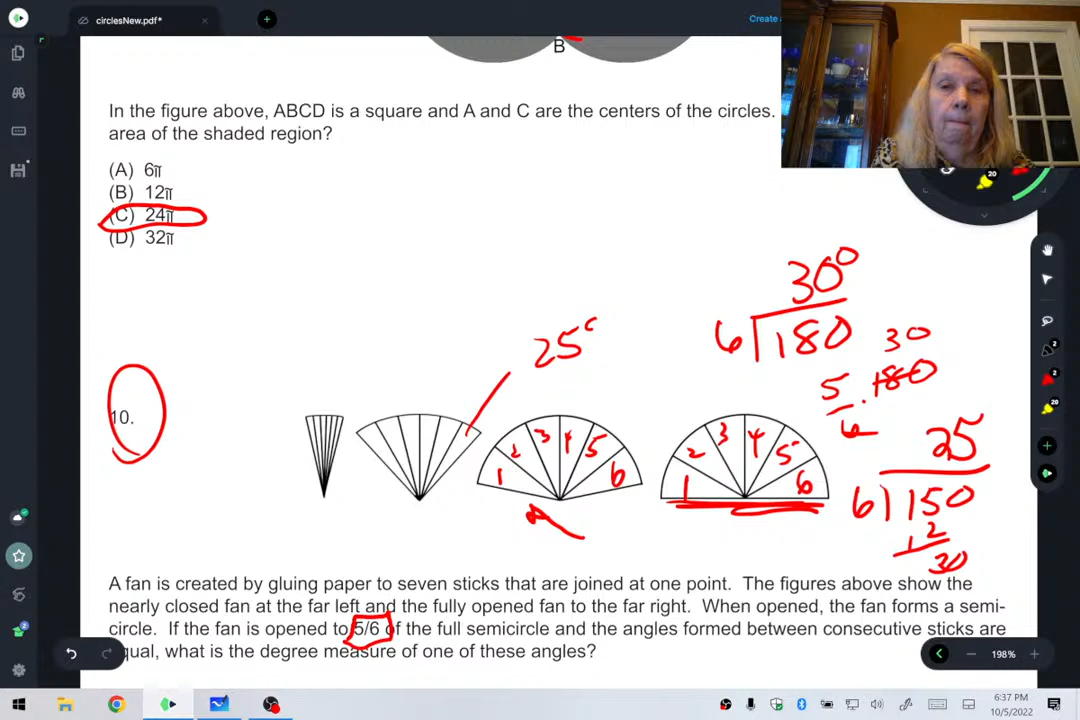 circlesNew.pdf*
Create a
B
In the figure above, ABCD is a square and A and C are the centers of the circles.
area of the shaded region?
(A) 6π
(B) 12π
(C) 24π
(D) 32π
20
30°
6 180
25°
30
5/6 . 180
25
6 150
12
30
10.
1 2 3 4 5 6
1 2 3 4 5 6
2
2
20
A fan is created by gluing paper to seven sticks that are joined at one point. The figures above show the
nearly closed fan at the far left and the fully opened fan to the far right. When opened, the fan forms a semi-
circle. If the fan is opened to 5/6 of the full semicircle and the angles formed between consecutive sticks are
qual, what is the degree measure of one of these angles?
198%
6:37 PM
10/5/2022